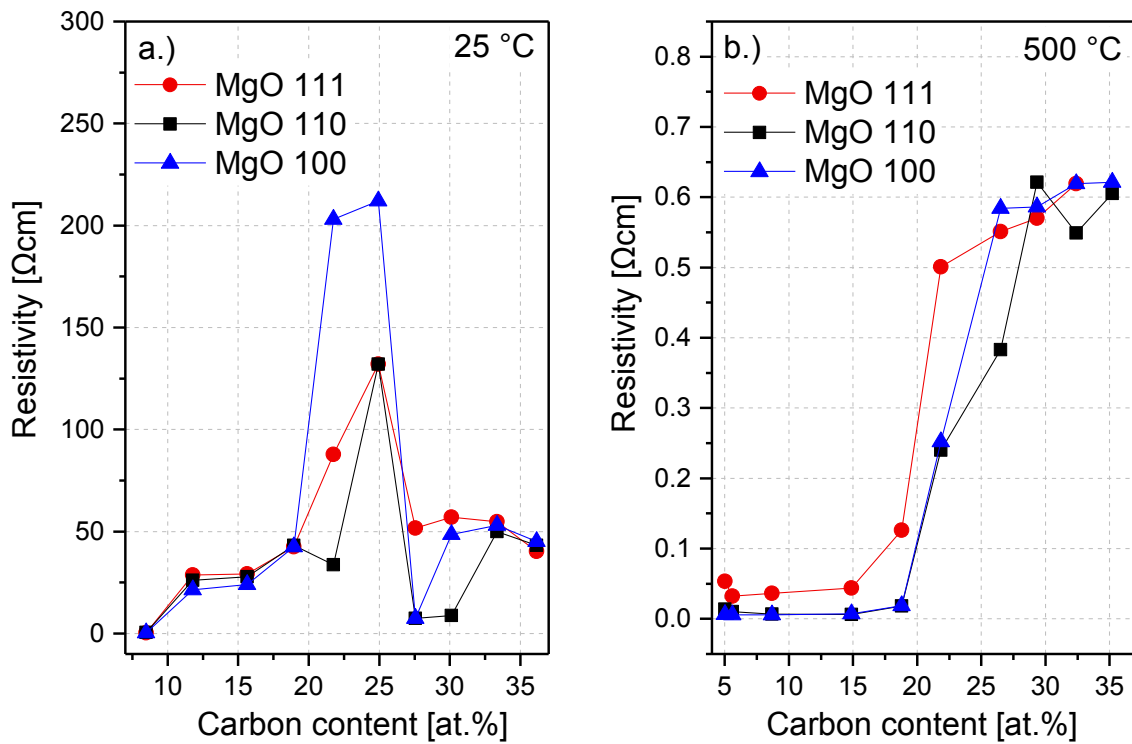 a.)
25 °C
MgO 111
MgO 110
MgO 100
300
250
200
150
100
50
0
Resistivity [Ωcm]
10
15
20
25
30
35
Carbon content [at.%]
b.)
500 °C
MgO 111
MgO 110
MgO 100
0.8
0.7
0.6
0.5
0.4
0.3
0.2
0.1
0.0
Resistivity [Ωcm]
5
10
15
20
25
30
35
Carbon content [at.%]